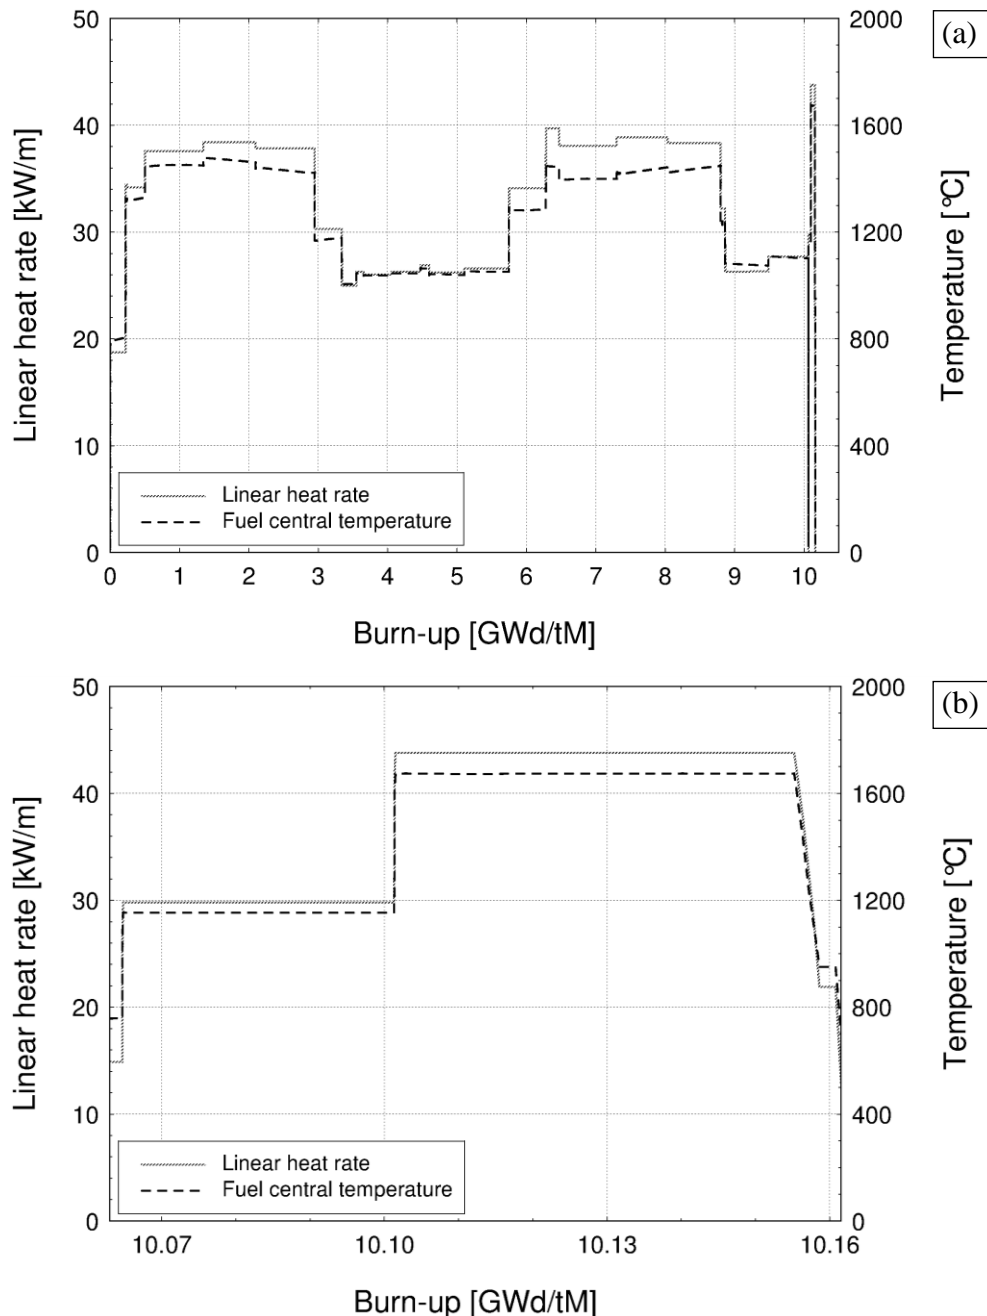 (a)
Linear heat rate [kW/m]
50
40
30
20
10
0
2000
1600
1200
800
400
0
Temperature [°C]
Linear heat rate
Fuel central temperature
0 1 2 3 4 5 6 7 8 9 10
Burn-up [GWd/tM]
(b)
Linear heat rate [kW/m]
50
40
30
20
10
0
2000
1600
1200
800
400
0
Temperature [°C]
Linear heat rate
Fuel central temperature
10.07 10.10 10.13 10.16
Burn-up [GWd/tM]